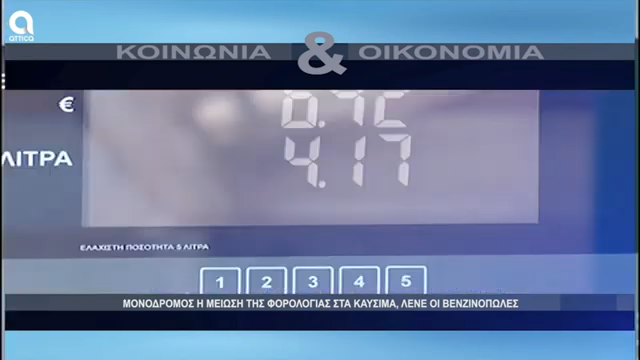 attica
ΚΟΙΝΩΝΙΑ & ΟΙΚΟΝΟΜΙΑ
€
ΛΙΤΡΑ 4.17
ΕΛΑΧΙΣΤΗ ΠΟΣΟΤΗΤΑ 5 ΛΙΤΡΑ
1 2 3 4 5
ΜΟΝΟΔΡΟΜΟΣ Η ΜΕΙΩΣΗ ΤΗΣ ΦΟΡΟΛΟΓΙΑΣ ΣΤΑ ΚΑΥΣΙΜΑ, ΛΕΝΕ ΟΙ ΒΕΝΖΙΝΟΠΩΛΕΣ